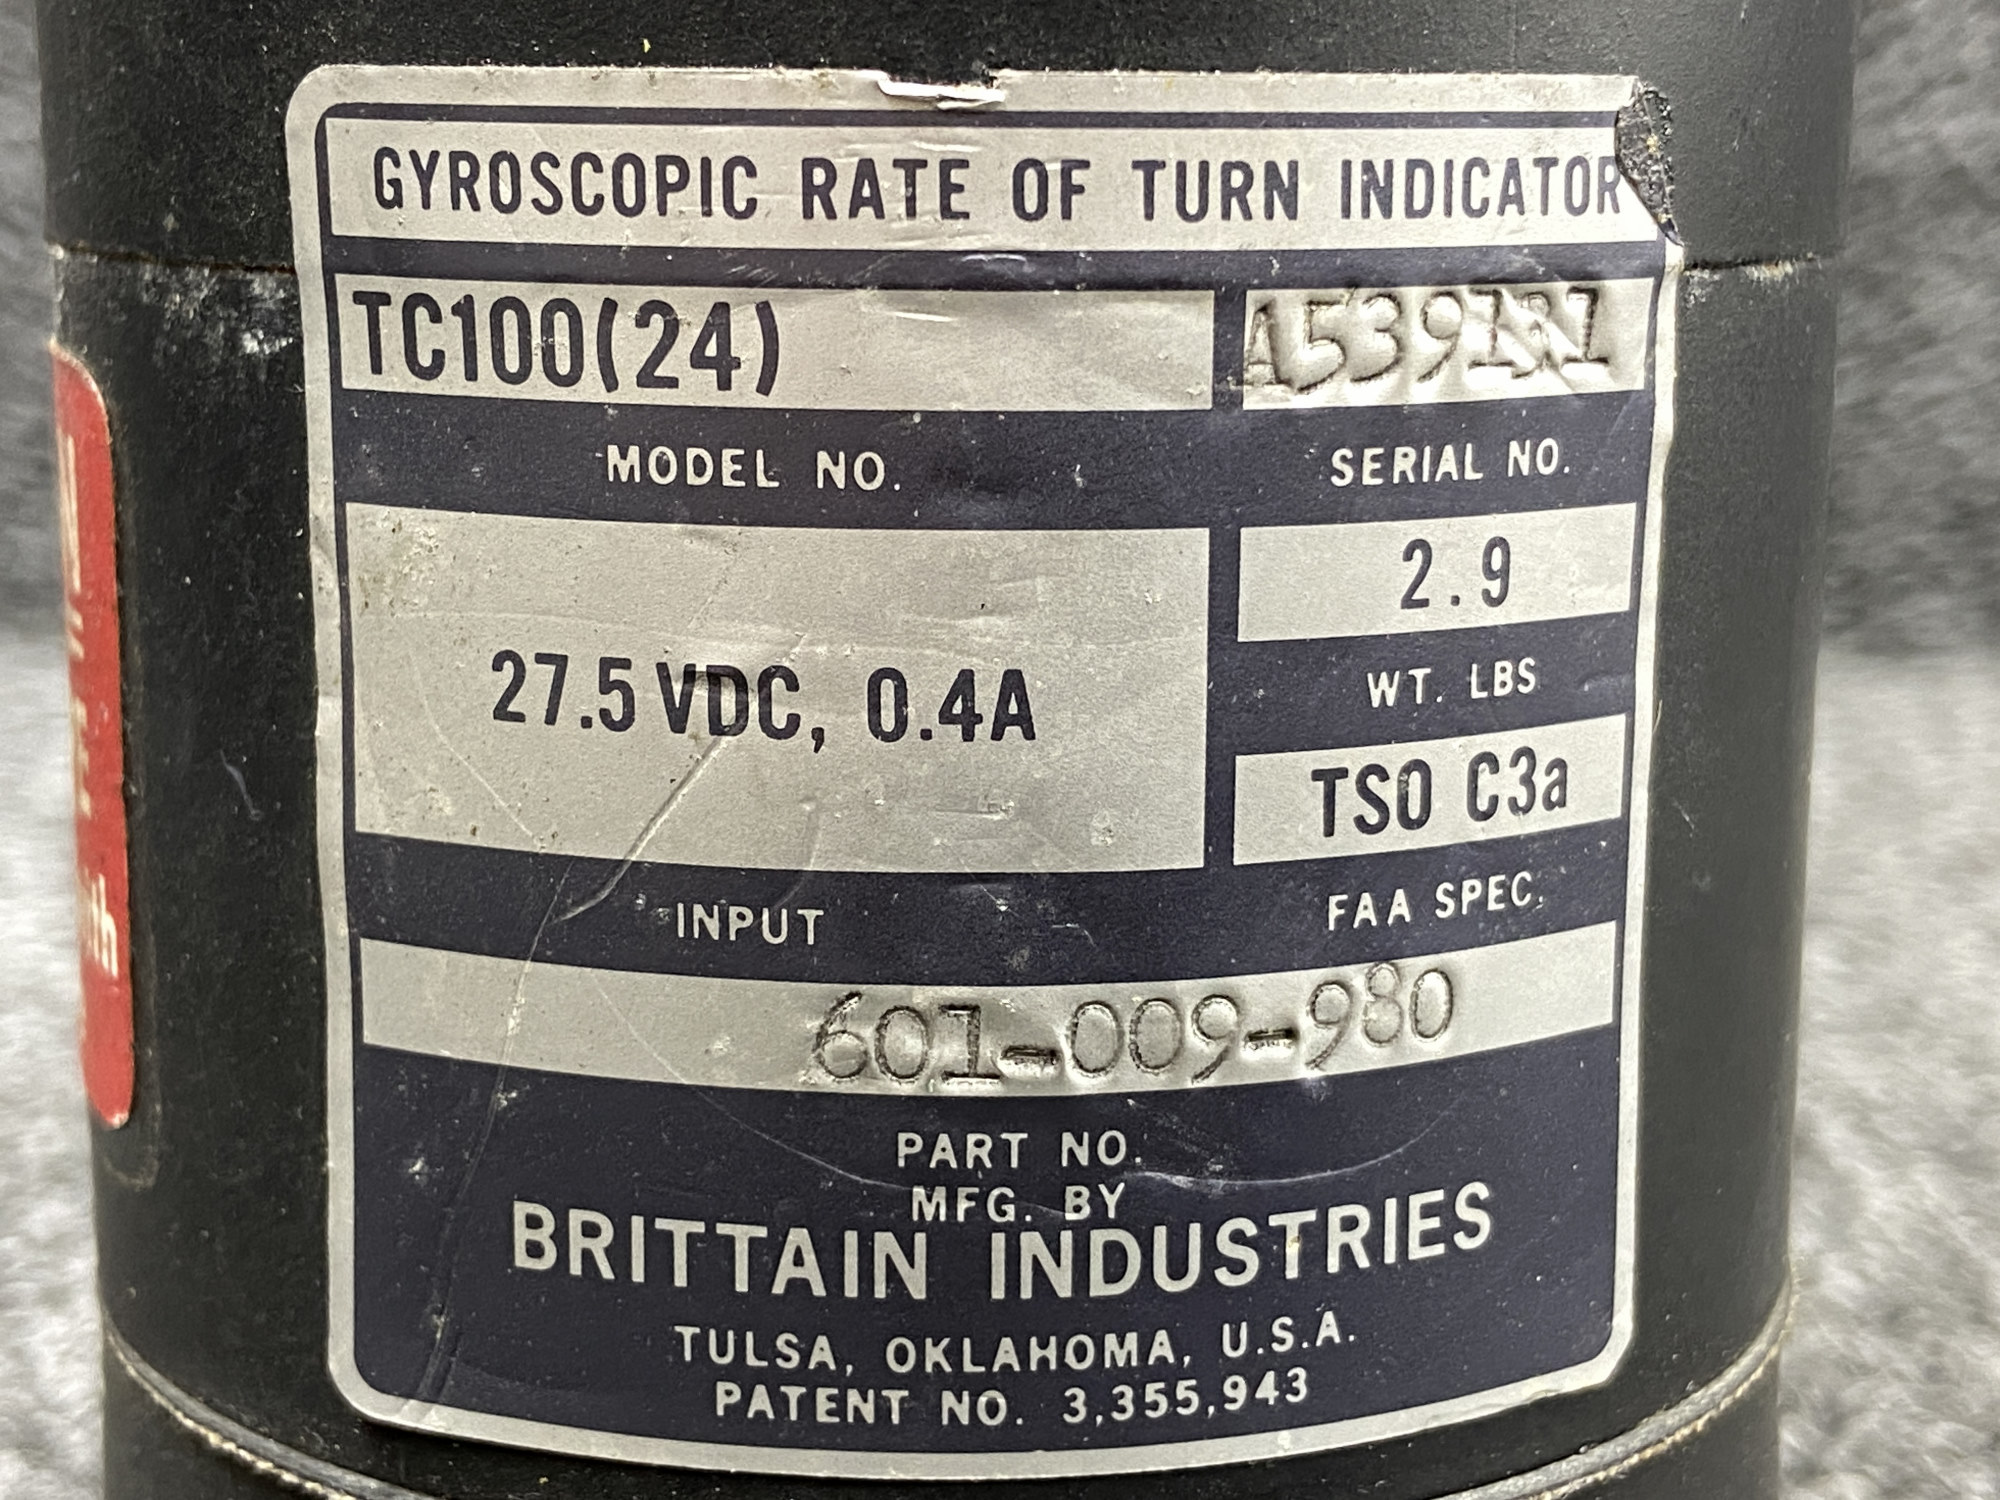 GYROSCOPIC RATE OF TURN INDICATOR
TC100(24)
MODEL NO.
SERIAL NO.
2.9
WT. LBS
27.5 VDC, 0.4A
TSO C3a
INPUT
FAA SPEC.
601-009-980
PART NO.
MFG. BY
BRITTAIN INDUSTRIES
TULSA, OKLAHOMA, U.S.A.
PATENT NO. 3,355,943